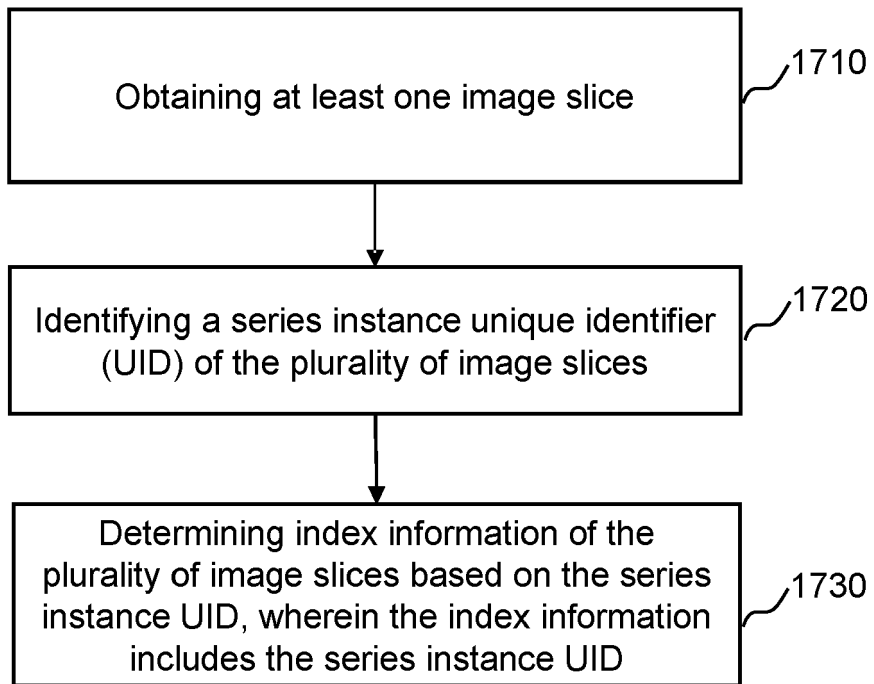 Obtaining at least one image slice
1710
Identifying a series instance unique identifier
(UID) of the plurality of image slices
1720
Determining index information of the
plurality of image slices based on the series
instance UID, wherein the index information
includes the series instance UID
1730